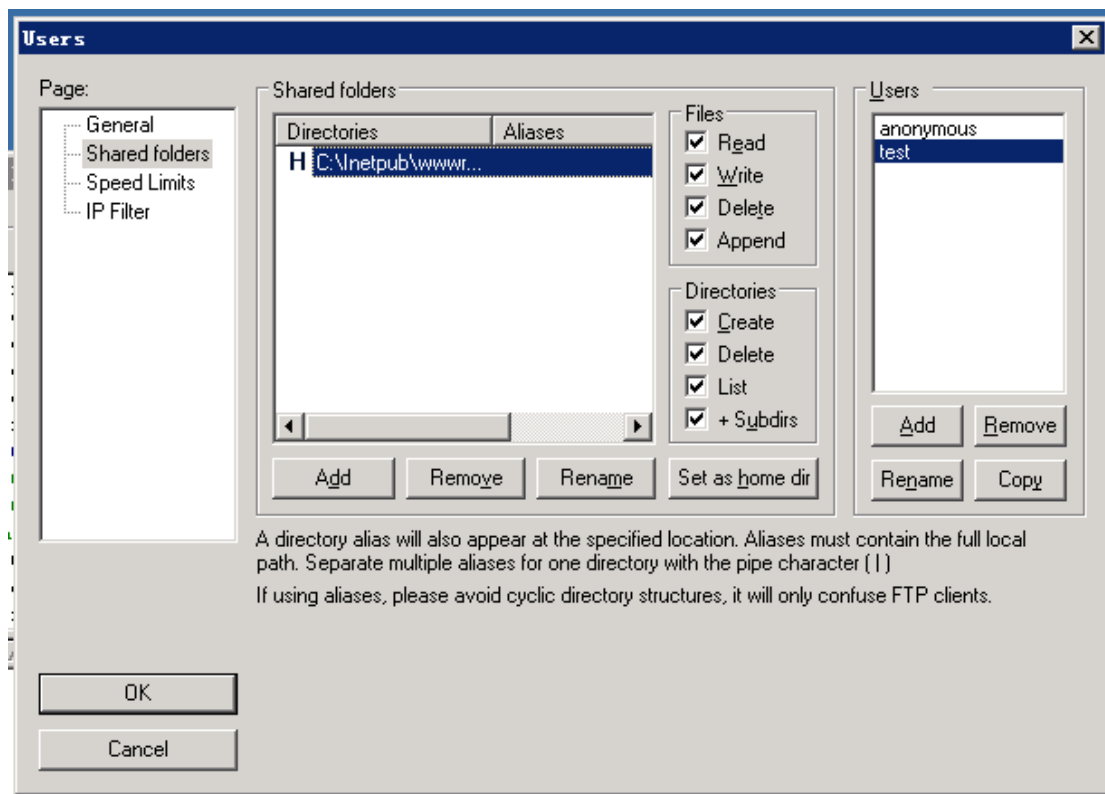 Users
Page:
General
Shared folders
Speed Limits
IP Filter
Shared folders
Directories Aliases
H C:\Inetpub\wwwr...
Add Remove Rename Set as home dir
Files
Read
Write
Delete
Append
Directories
Create
Delete
List
+ Subdirs
Users
anonymous
test
Add Remove
Rename Copy
A directory alias will also appear at the specified location. Aliases must contain the full local
path. Separate multiple aliases for one directory with the pipe character ( | )
If using aliases, please avoid cyclic directory structures, it will only confuse FTP clients.
OK
Cancel